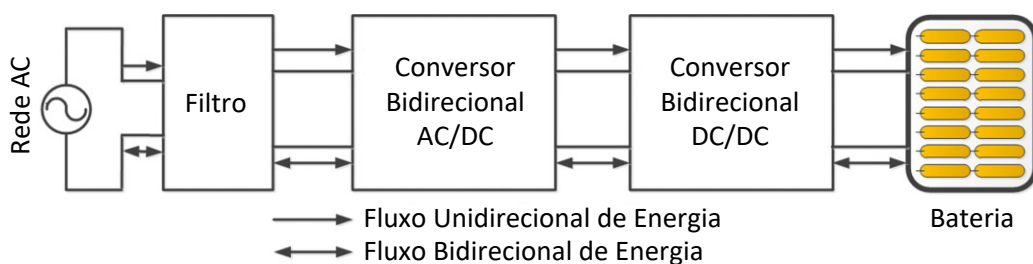 Rede AC
Filtro
Conversor
Bidirecional
AC/DC
Conversor
Bidirecional
DC/DC
Bateria
Fluxo Unidirecional de Energia
Fluxo Bidirecional de Energia